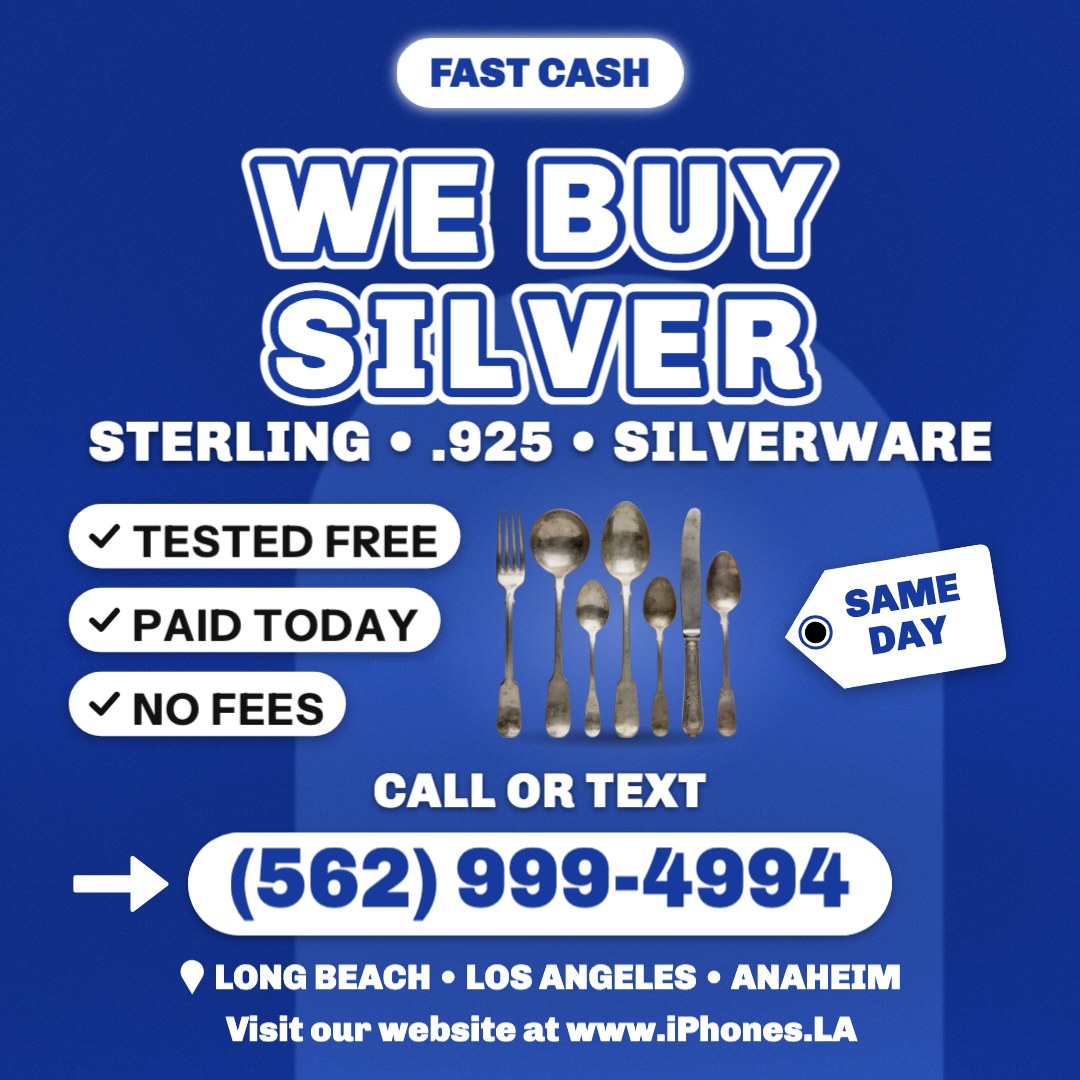 FAST CASH
WE BUY
SILVER
STERLING • .925 • SILVERWARE
✓ TESTED FREE
✓ PAID TODAY
✓ NO FEES
SAME
DAY
CALL OR TEXT
(562) 999-4994
LONG BEACH • LOS ANGELES • ANAHEIM
Visit our website at www.iPhones.LA